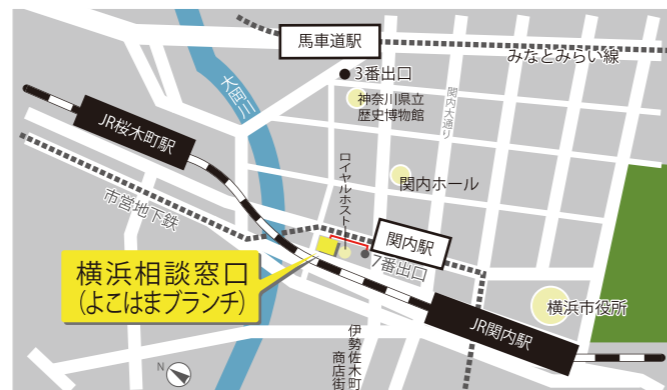 馬車道駅
みなとみらい線
3番出口
神奈川県立
歴史博物館
関内大通り
大岡川
JR桜木町駅
ロイヤルホスト
関内ホール
市営地下鉄
関内駅
7番出口
横浜相談窓口
(よこはまブランチ)
横浜市役所
JR関内駅
伊勢佐木町
商店街
N